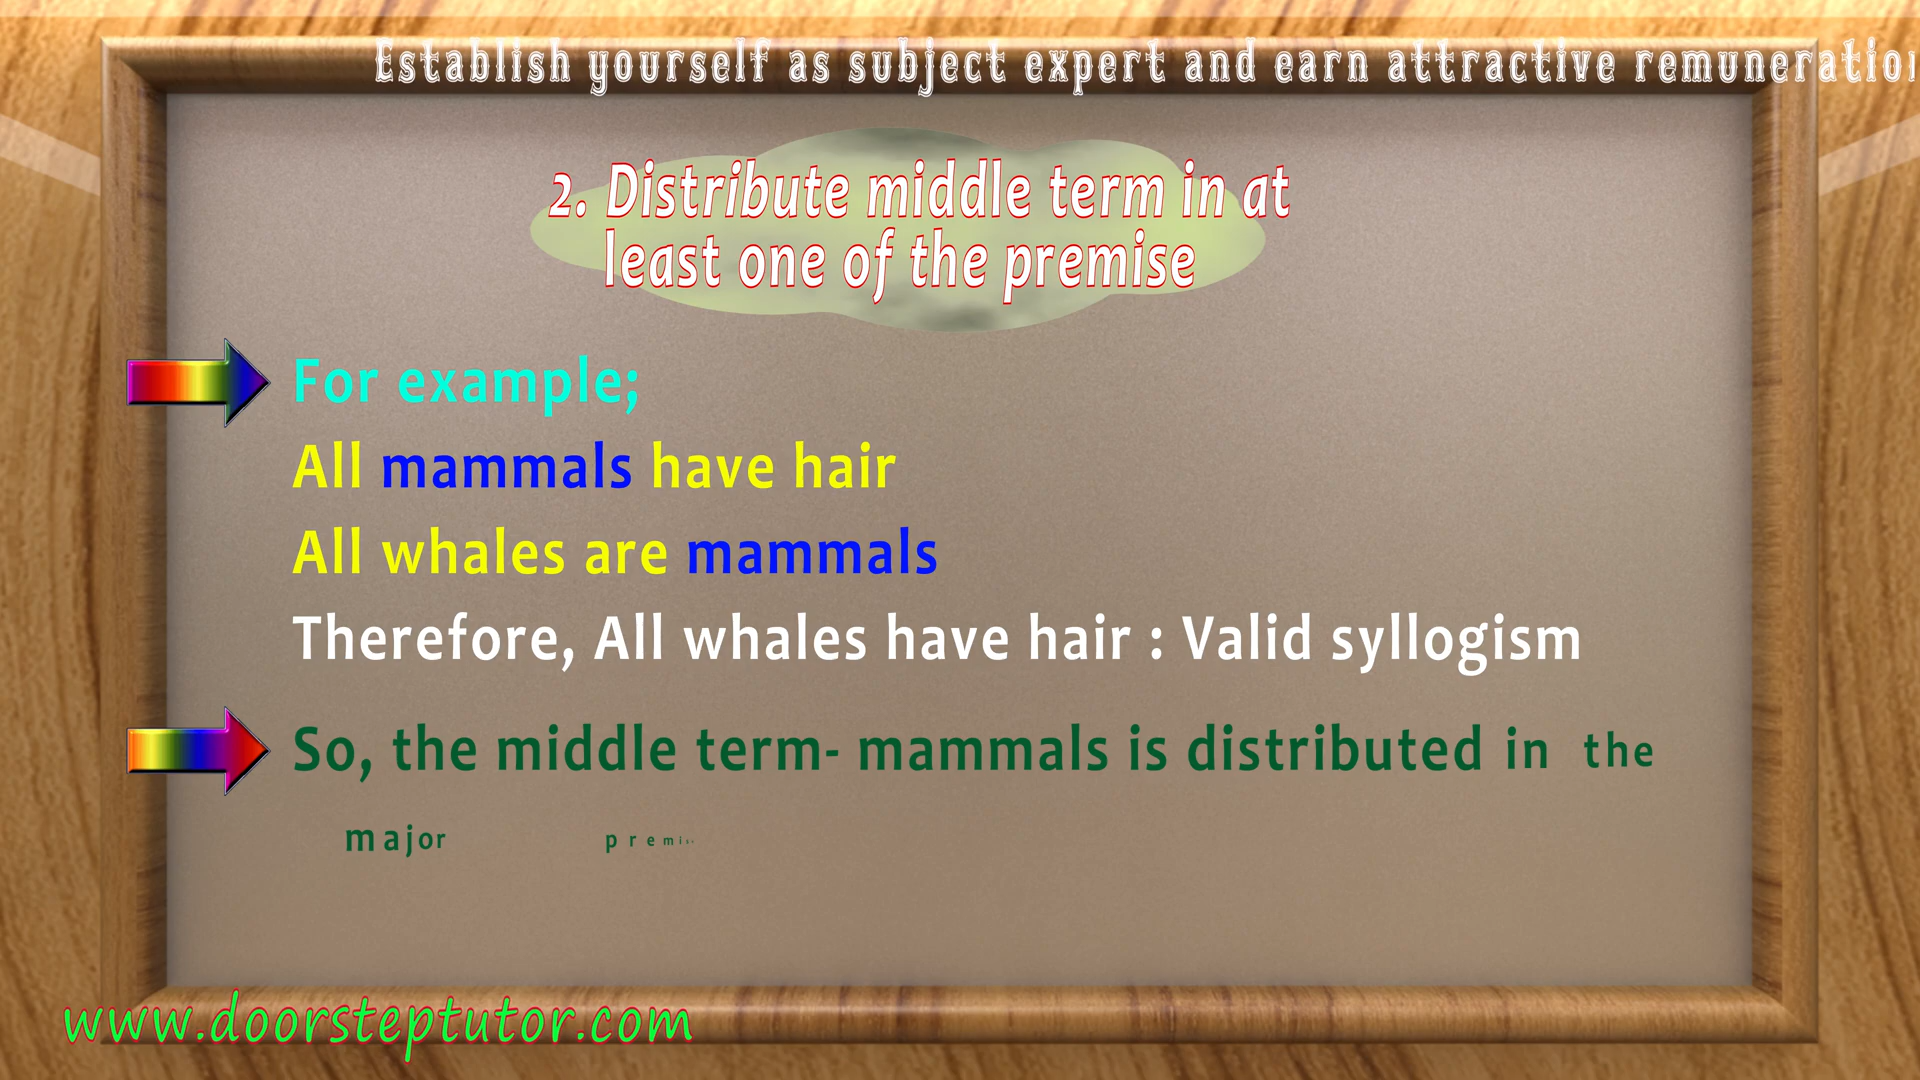 Establish yourself as subject expert and earn attractive
2. Distribute middle term in at
least one of the premise
For example;
All mammals have hair
All whales are mammals
Therefore, All whales have hair : Valid syllogism
So, the middle term- mammals is distributed in the
major
www.doorsteptutor.com